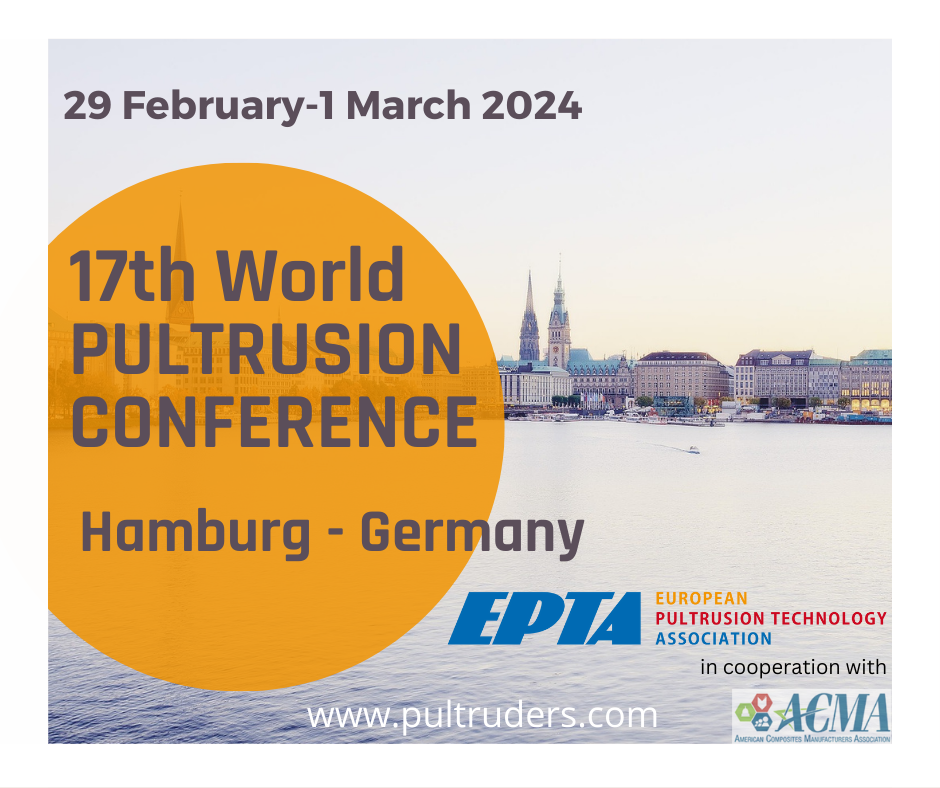 29 February-1 March 2024
17th World
PULTRUSION
CONFERENCE
Hamburg - Germany
EPTA
EUROPEAN
PULTRUSION TECHNOLOGY
ASSOCIATION
in cooperation with
www.pultruders.com
ACMA
AMERICAN COMPOSITES MANUFACTURERS ASSOCIATION